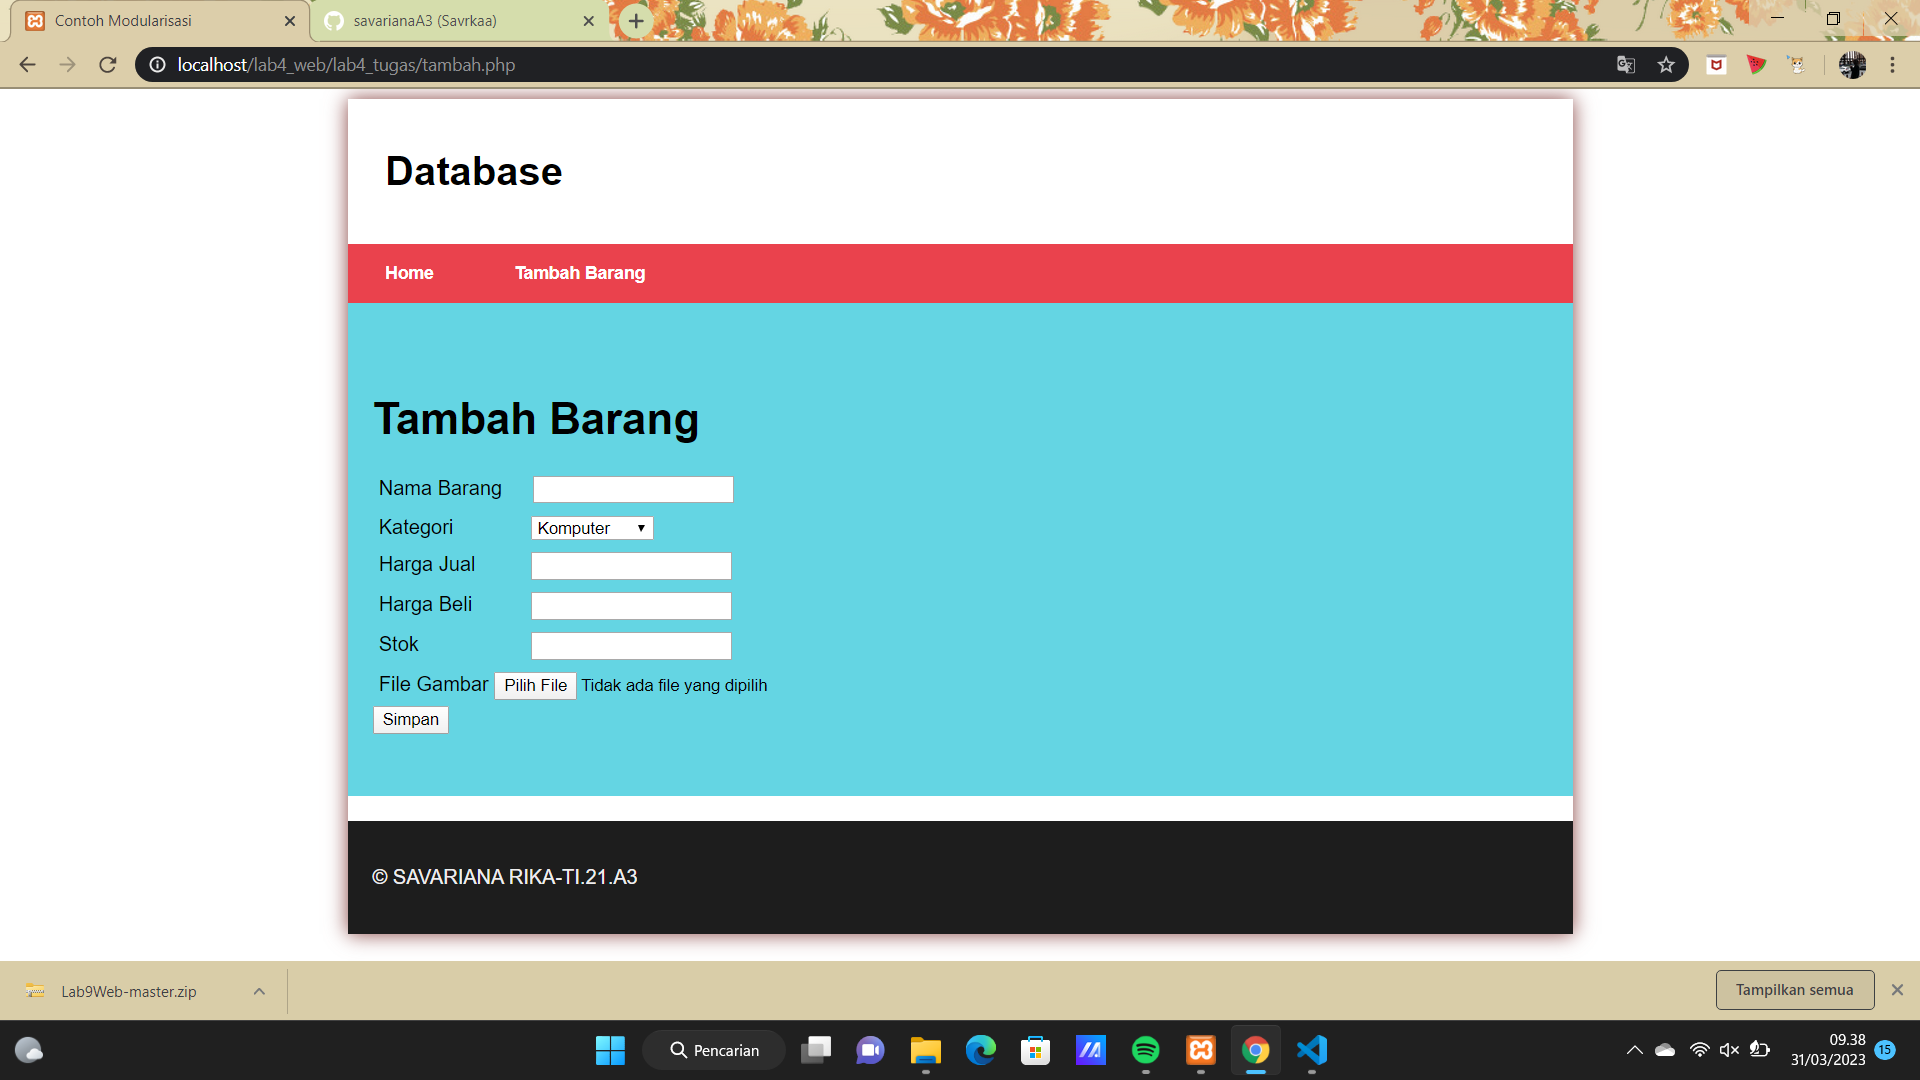 Contoh Modularisasi
savarianaA3 (Savrkaa)
localhost/lab4_web/lab4_tugas/tambah.php
Database
Home
Tambah Barang
Tambah Barang
Nama Barang
Kategori
Komputer
Harga Jual
Harga Beli
Stok
File Gambar
Pilih File
Tidak ada file yang dipilih
Simpan
© SAVARIANA RIKA-TI.21.A3
Lab9Web-master.zip
Tampilkan semua
Pencarian
09.38
31/03/2023
15